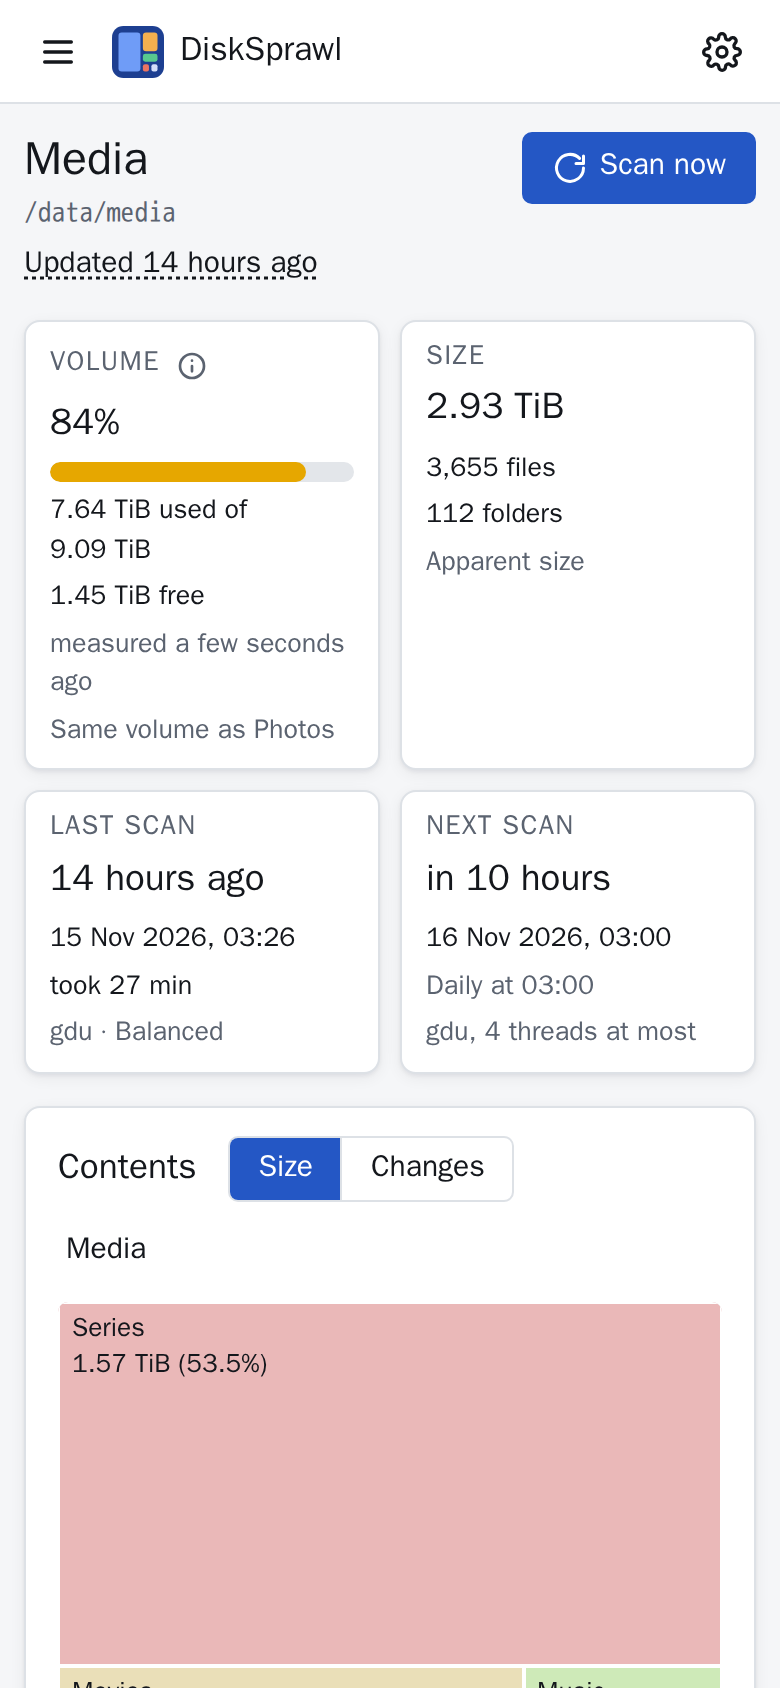 DiskSprawl
Media
Scan now
/data/media
Updated 14 hours ago
VOLUME
84%
7.64 TiB used of
9.09 TiB
1.45 TiB free
measured a few seconds
ago
Same volume as Photos
SIZE
2.93 TiB
3,655 files
112 folders
Apparent size
LAST SCAN
14 hours ago
15 Nov 2026, 03:26
took 27 min
gdu · Balanced
NEXT SCAN
in 10 hours
16 Nov 2026, 03:00
Daily at 03:00
gdu, 4 threads at most
Contents
Size
Changes
Media
Series
1.57 TiB (53.5%)
Movies
Music